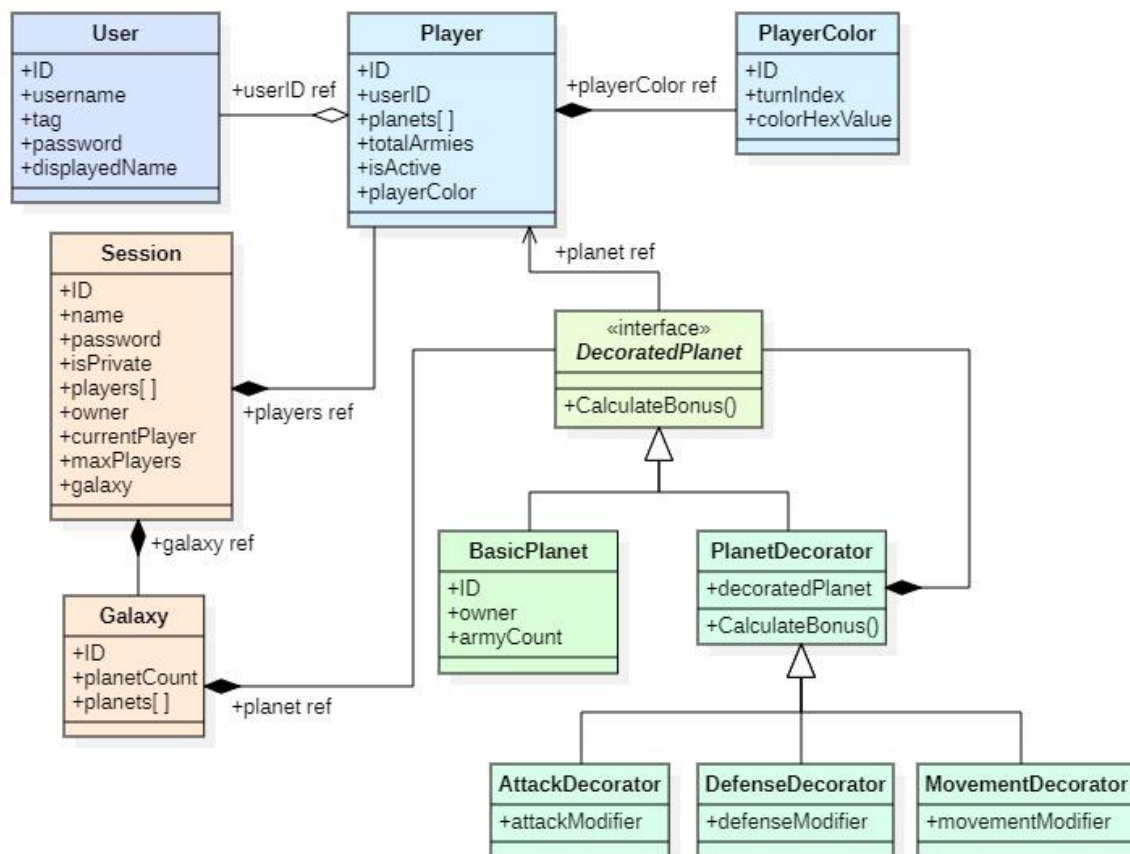 User
+ID
+username
+tag
+password
+displayedName
+userID ref
Player
+ID
+userID
+planets[ ]
+totalArmies
+isActive
+playerColor
+playerColor ref
PlayerColor
+ID
+turnIndex
+colorHexValue
Session
+ID
+name
+password
+isPrivate
+players[ ]
+owner
+currentPlayer
+maxPlayers
+galaxy
+players ref
+planet ref
«interface»
DecoratedPlanet
+CalculateBonus()
+galaxy ref
Galaxy
+ID
+planetCount
+planets[ ]
+planet ref
BasicPlanet
+ID
+owner
+armyCount
PlanetDecorator
+decoratedPlanet
+CalculateBonus()
AttackDecorator
+attackModifier
DefenseDecorator
+defenseModifier
MovementDecorator
+movementModifier